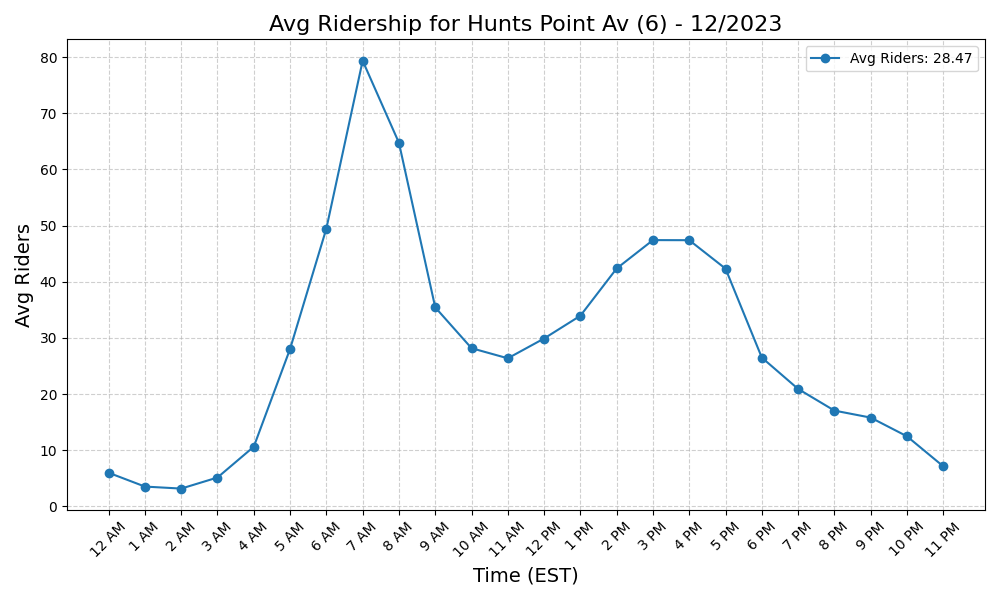 Avg Ridership for Hunts Point Av (6) - 12/2023
Avg Riders: 28.47
Avg Riders
80
70
60
50
40
30
20
10
0
12 AM
1 AM
2 AM
3 AM
4 AM
5 AM
6 AM
7 AM
8 AM
9 AM
10 AM
11 AM
12 PM
1 PM
2 PM
3 PM
4 PM
5 PM
6 PM
7 PM
8 PM
9 PM
10 PM
11 PM
Time (EST)